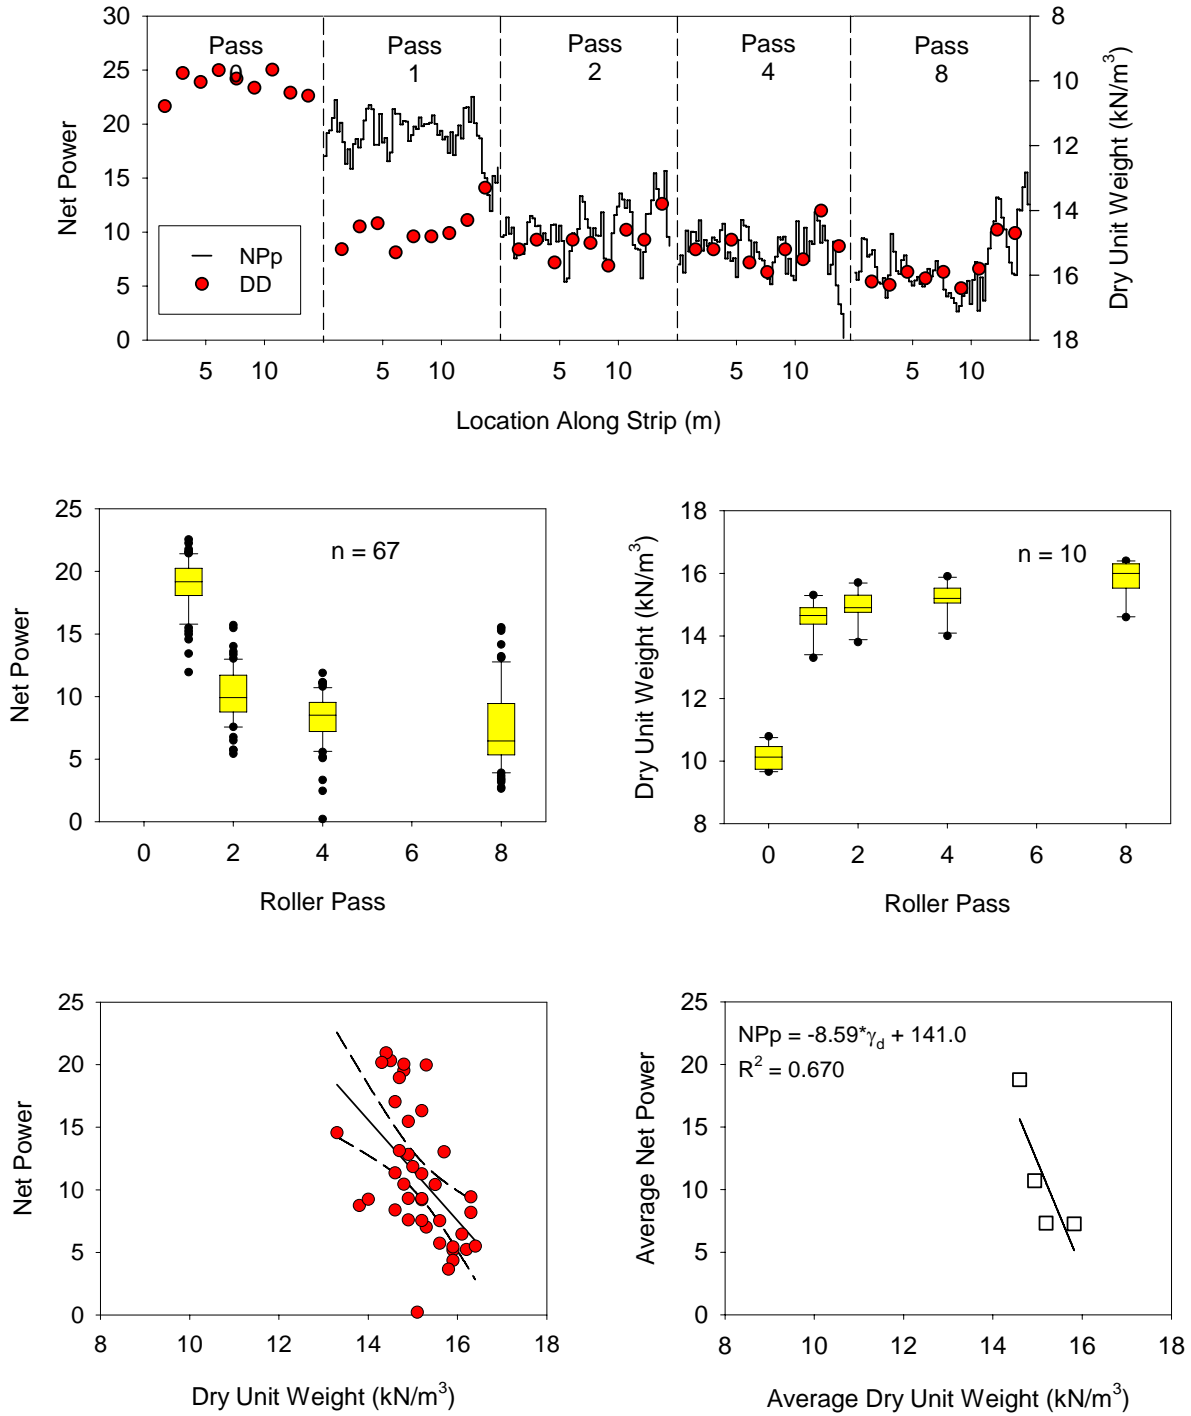 30
25
20
15
10
5
0
Net Power
Pass
0
Pass
1
Pass
2
Pass
4
Pass
8
NPp
DD
8
10
12
14
16
18
Dry Unit Weight (kN/m³)
5 10 5 10 5 10 5 10 5 10
Location Along Strip (m)
25
20
15
10
5
0
Net Power
n = 67
0 2 4 6 8
Roller Pass
18
16
14
12
10
8
Dry Unit Weight (kN/m³)
n = 10
0 2 4 6 8
Roller Pass
25
20
15
10
5
0
Net Power
8 10 12 14 16 18
Dry Unit Weight (kN/m³)
25
20
15
10
5
0
Average Net Power
NPp = -8.59*γd + 141.0
R² = 0.670
8 10 12 14 16 18
Average Dry Unit Weight (kN/m³)